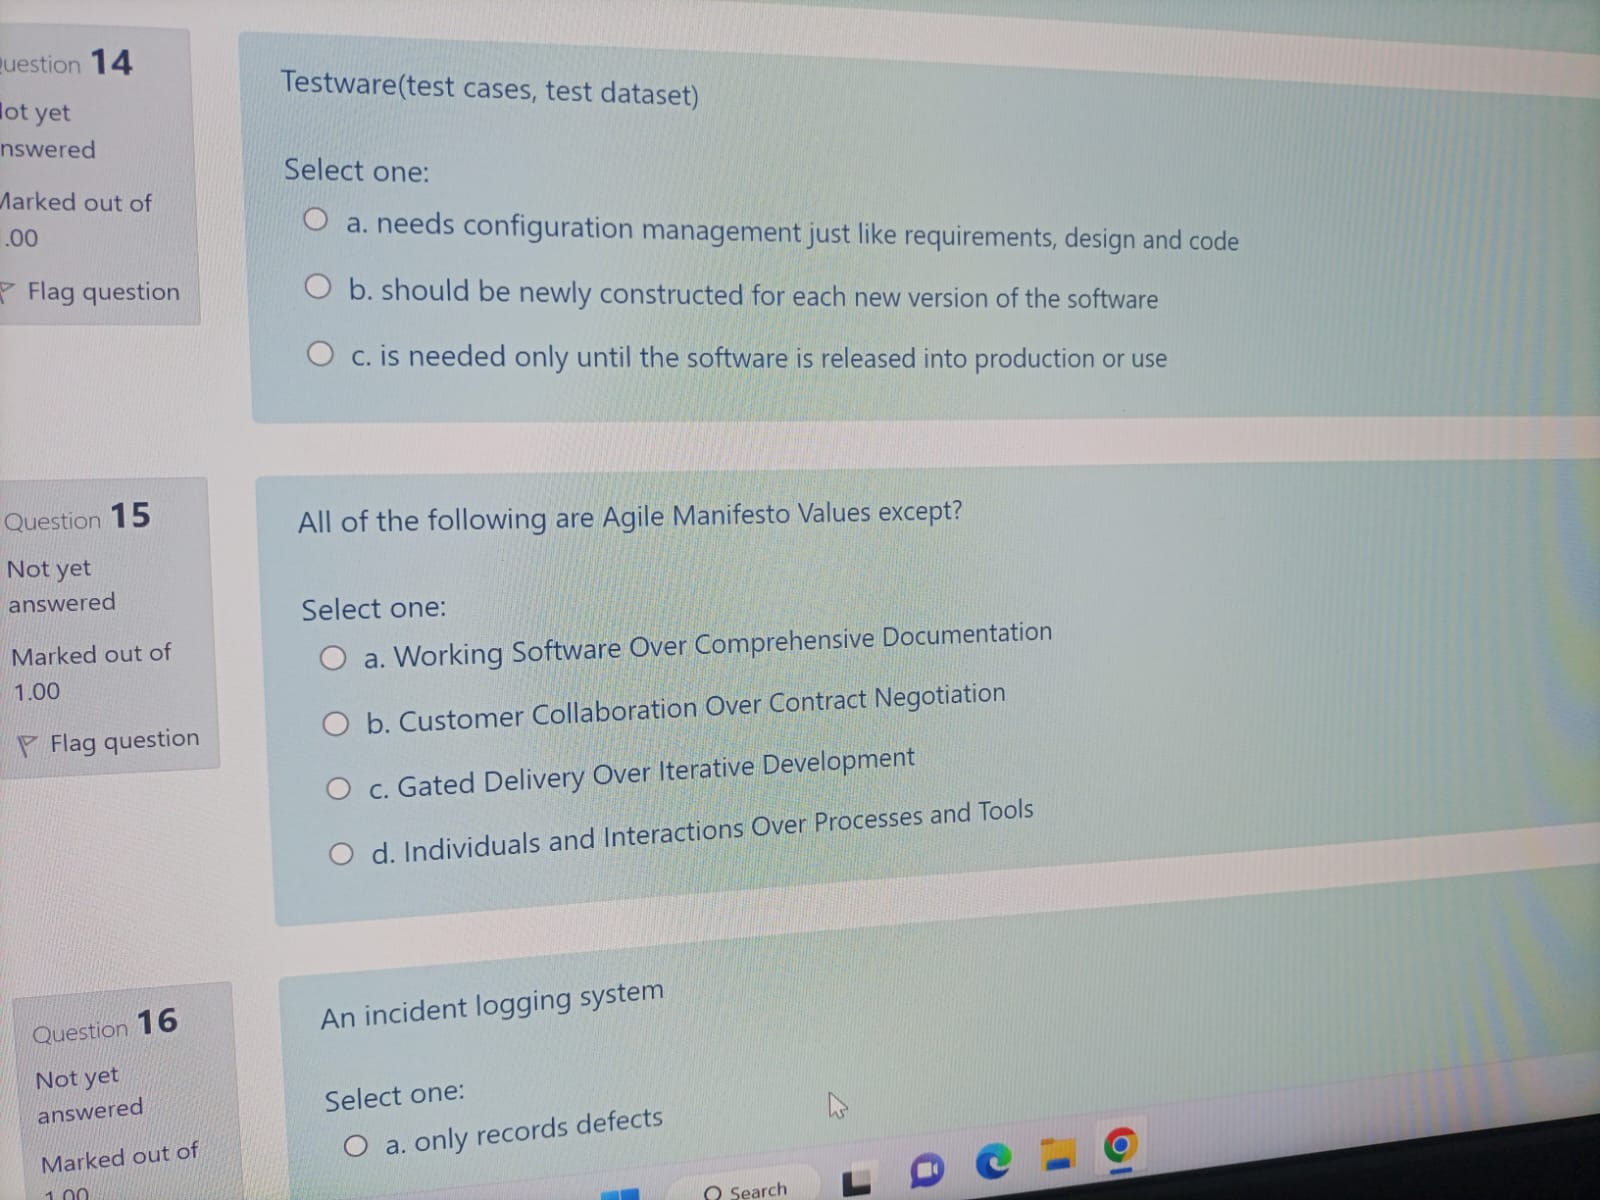 Question 14
Not yet
answered
Marked out of
1.00
Flag question
Testware(test cases, test dataset)
Select one:
a. needs configuration management just like requirements, design and code
b. should be newly constructed for each new version of the software
c. is needed only until the software is released into production or use
Question 15
Not yet
answered
Marked out of
1.00
Flag question
All of the following are Agile Manifesto Values except?
Select one:
a. Working Software Over Comprehensive Documentation
b. Customer Collaboration Over Contract Negotiation
c. Gated Delivery Over Iterative Development
d. Individuals and Interactions Over Processes and Tools
Question 16
Not yet
answered
Marked out of
1.00
An incident logging system
Select one:
a. only records defects
Search